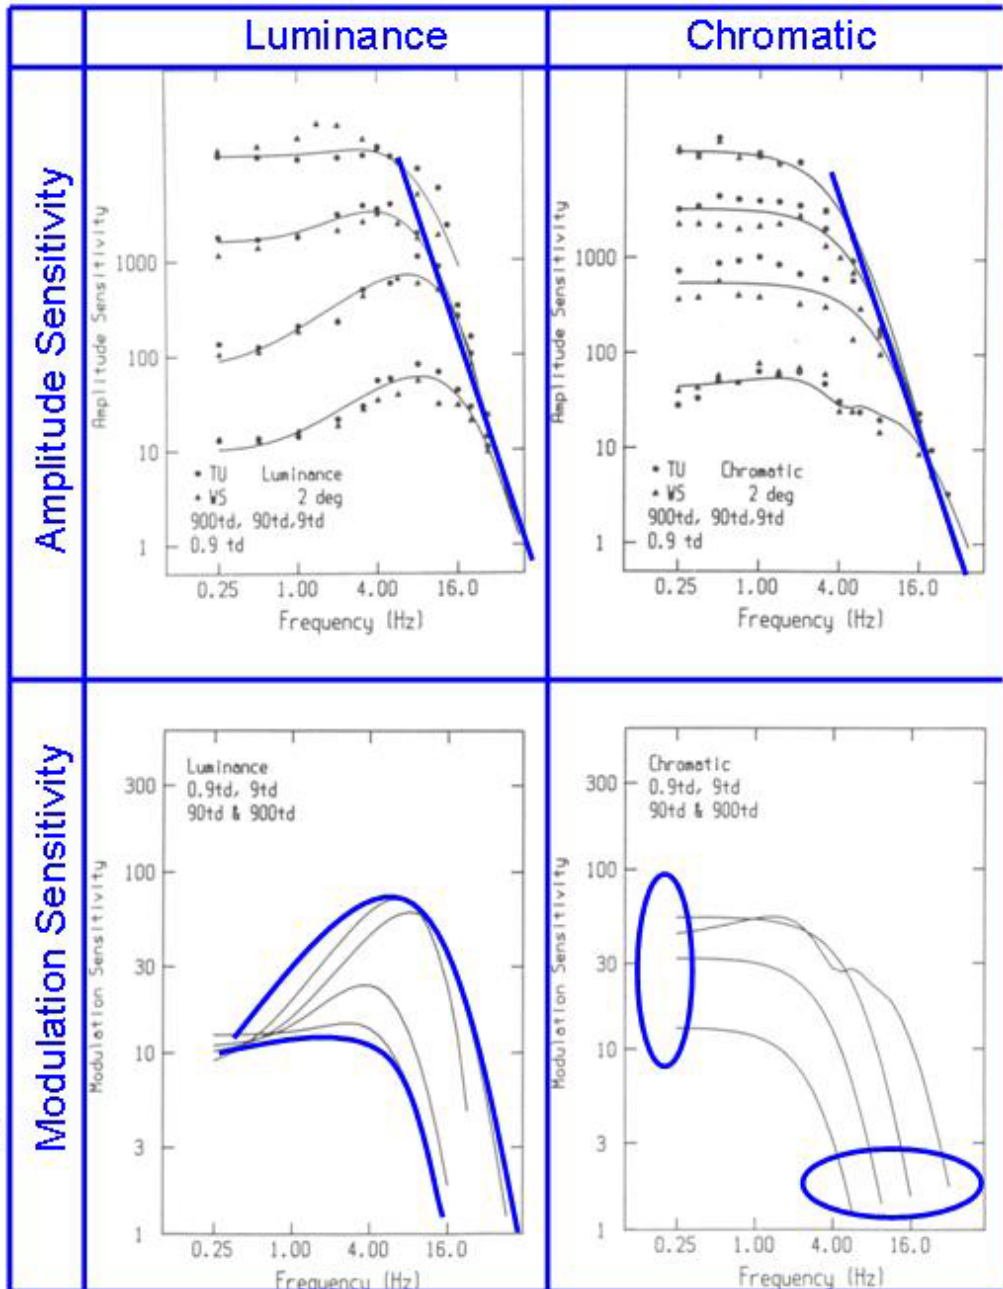 Luminance
Chromatic
Amplitude Sensitivity
Amplitude Sensitivity
1000
100
10
1
• TU Luminance
▲ WS 2 deg
900td, 90td,9td
0.9 td
0.25 1.00 4.00 16.0
Frequency (Hz)
Amplitude Sensitivity
1000
100
10
1
• TU Chromatic
▲ WS 2 deg
900td, 90td,9td
0.9 td
0.25 1.00 4.00 16.0
Frequency (Hz)
Modulation Sensitivity
Modulation Sensitivity
Luminance
0.9td, 9td
90td & 900td
300
100
30
10
3
1
0.25 1.00 4.00 16.0
Frequency (Hz)
Modulation Sensitivity
Chromatic
0.9td, 9td
90td & 900td
300
100
30
10
3
1
0.25 1.00 4.00 16.0
Frequency (Hz)